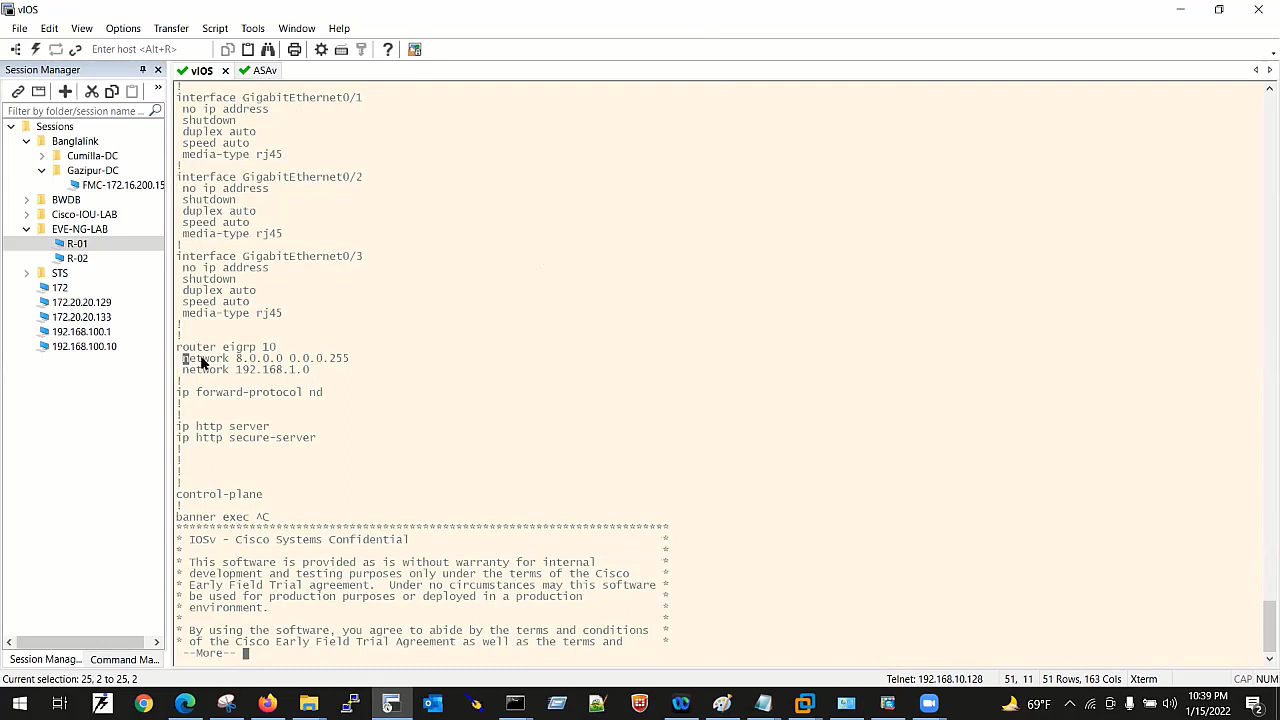 vIOS
File Edit View Options Transfer Script Tools Window Help
Enter host <Alt+R>
Session Manager
vIOS ASAv
Filter by folder/session name ...
Sessions
Banglalink
Cumilla-DC
Gazipur-DC
FMC-172.16.200.15
BWDB
Cisco-IOU-LAB
EVE-NG-LAB
R-01
R-02
STS
172
172.20.20.129
172.20.20.133
192.168.100.1
192.168.100.10
Session Manag... Command Ma...
!
interface GigabitEthernet0/1
no ip address
shutdown
duplex auto
speed auto
media-type rj45
!
interface GigabitEthernet0/2
no ip address
shutdown
duplex auto
speed auto
media-type rj45
!
interface GigabitEthernet0/3
no ip address
shutdown
duplex auto
speed auto
media-type rj45
!
!
router eigrp 10
network 8.0.0.0 0.0.0.255
network 192.168.1.0
!
ip forward-protocol nd
!
!
ip http server
ip http secure-server
!
!
!
!
control-plane
!
banner exec ^C
**************************************************************************
* IOSv - Cisco Systems Confidential *
* *
* This software is provided as is without warranty for internal *
* development and testing purposes only under the terms of the Cisco *
* Early Field Trial agreement. Under no circumstances may this software *
* be used for production purposes or deployed in a production *
* environment. *
* *
* By using the software, you agree to abide by the terms and conditions *
* of the Cisco Early Field Trial Agreement as well as the terms and *
--More--
Current selection: 25, 2 to 25, 2 Telnet: 192.168.10.128 51, 11 51 Rows, 163 Cols Xterm CAP NUM
69°F
10:39 PM
1/15/2022
2